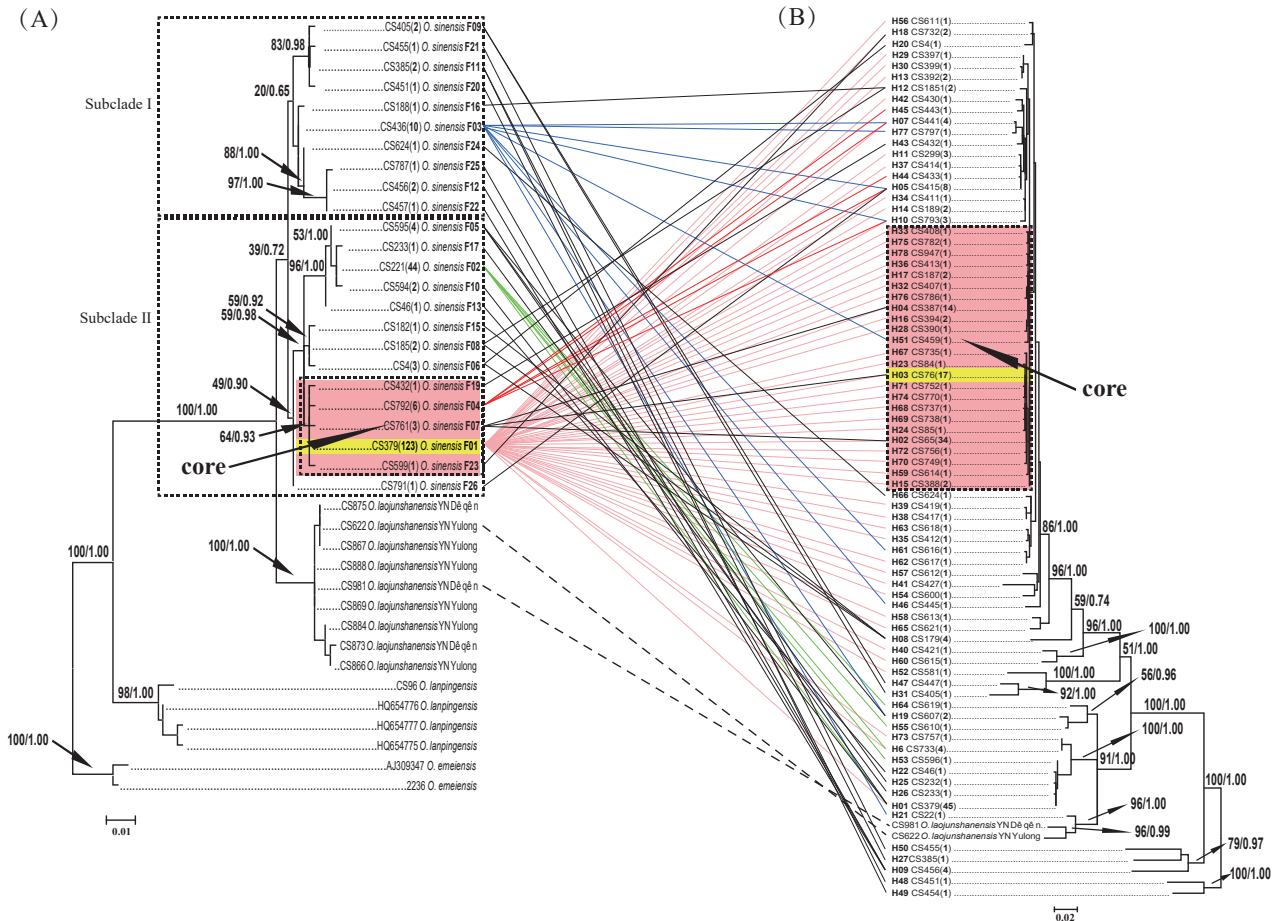 (A)
CS405(2) O. sinensis F09
83/0.98
CS455(1) O. sinensis F21
CS385(2) O. sinensis F11
20/0.65
CS451(1) O. sinensis F20
Subclade I
CS188(1) O. sinensis F16
CS436(10) O. sinensis F03
CS624(1) O. sinensis F24
88/1.00
CS787(1) O. sinensis F25
97/1.00
CS456(2) O. sinensis F12
CS457(1) O. sinensis F22
CS595(4) O. sinensis F05
53/1.00
CS233(1) O. sinensis F17
39/0.72
CS221(44) O. sinensis F02
96/1.00
CS594(2) O. sinensis F10
59/0.92
CS46(1) O. sinensis F13
59/0.98
Subclade II
CS182(1) O. sinensis F15
CS185(2) O. sinensis F08
CS4(3) O. sinensis F06
49/0.90
CS432(1) O. sinensis F19
100/1.00
CS792(6) O. sinensis F04
CS761(3) O. sinensis F07
64/0.93
CS379(123) O. sinensis F01
core
CS599(1) O. sinensis F23
CS791(1) O. sinensis F26
CS875 O. laojunshanensis YN Dê qê n
CS622 O. laojunshanensis YN Yulong
CS867 O. laojunshanensis YN Yulong
100/1.00
100/1.00
CS888 O. laojunshanensis YN Yulong
CS981 O. laojunshanensis YN Dê qê n
CS869 O. laojunshanensis YN Yulong
CS884 O. laojunshanensis YN Yulong
CS873 O. laojunshanensis YN Dê qê n
CS866 O. laojunshanensis YN Yulong
CS96 O. lanpingensis
98/1.00
HQ654776 O. lanpingensis
HQ654777 O. lanpingensis
100/1.00
HQ654775 O. lanpingensis
AJ309347 O. emeiensis
2236 O. emeiensis
0.01
(B)
H56 CS611(1)
H18 CS732(2)
H20 CS4(1)
H29 CS397(1)
H30 CS399(1)
H13 CS392(2)
H12 CS1851(2)
H42 CS430(1)
H45 CS443(1)
H07 CS441(4)
H77 CS797(1)
H43 CS432(1)
H11 CS299(3)
H37 CS414(1)
H44 CS433(1)
H05 CS415(8)
H34 CS411(1)
H14 CS189(2)
H10 CS793(3)
H33 CS408(1)
H75 CS782(1)
H78 CS947(1)
H36 CS413(1)
H17 CS187(2)
H32 CS407(1)
H76 CS786(1)
H04 CS387(14)
H16 CS394(2)
H28 CS390(1)
H51 CS459(1)
H67 CS735(1)
H23 CS84(1)
H03 CS76(17)
core
H71 CS752(1)
H74 CS770(1)
H68 CS737(1)
H69 CS738(1)
H24 CS85(1)
H02 CS65(34)
H72 CS756(1)
H70 CS749(1)
H59 CS614(1)
H15 CS388(2)
H66 CS624(1)
H39 CS419(1)
H38 CS417(1)
H63 CS618(1)
86/1.00
H35 CS412(1)
H61 CS616(1)
H62 CS617(1)
H57 CS612(1)
96/1.00
H41 CS427(1)
H54 CS600(1)
59/0.74
H46 CS445(1)
H58 CS613(1)
H65 CS621(1)
96/1.00
100/1.00
H08 CS179(4)
H40 CS421(1)
51/1.00
H60 CS615(1)
H52 CS581(1)
100/1.00
56/0.96
H47 CS447(1)
H31 CS405(1)
92/1.00
H64 CS619(1)
H19 CS607(2)
100/1.00
H55 CS610(1)
H73 CS757(1)
100/1.00
H6 CS733(4)
91/1.00
H53 CS596(1)
H22 CS46(1)
H25 CS232(1)
100/1.00
H26 CS233(1)
H01 CS379(45)
96/1.00
H21 CS22(1)
CS981 O. laojunshanensis YN Dê qê n
CS622 O. laojunshanensis YN Yulong
96/0.99
79/0.97
H50 CS455(1)
H27CS385(1)
H09 CS456(4)
100/1.00
H48 CS451(1)
H49 CS454(1)
0.02